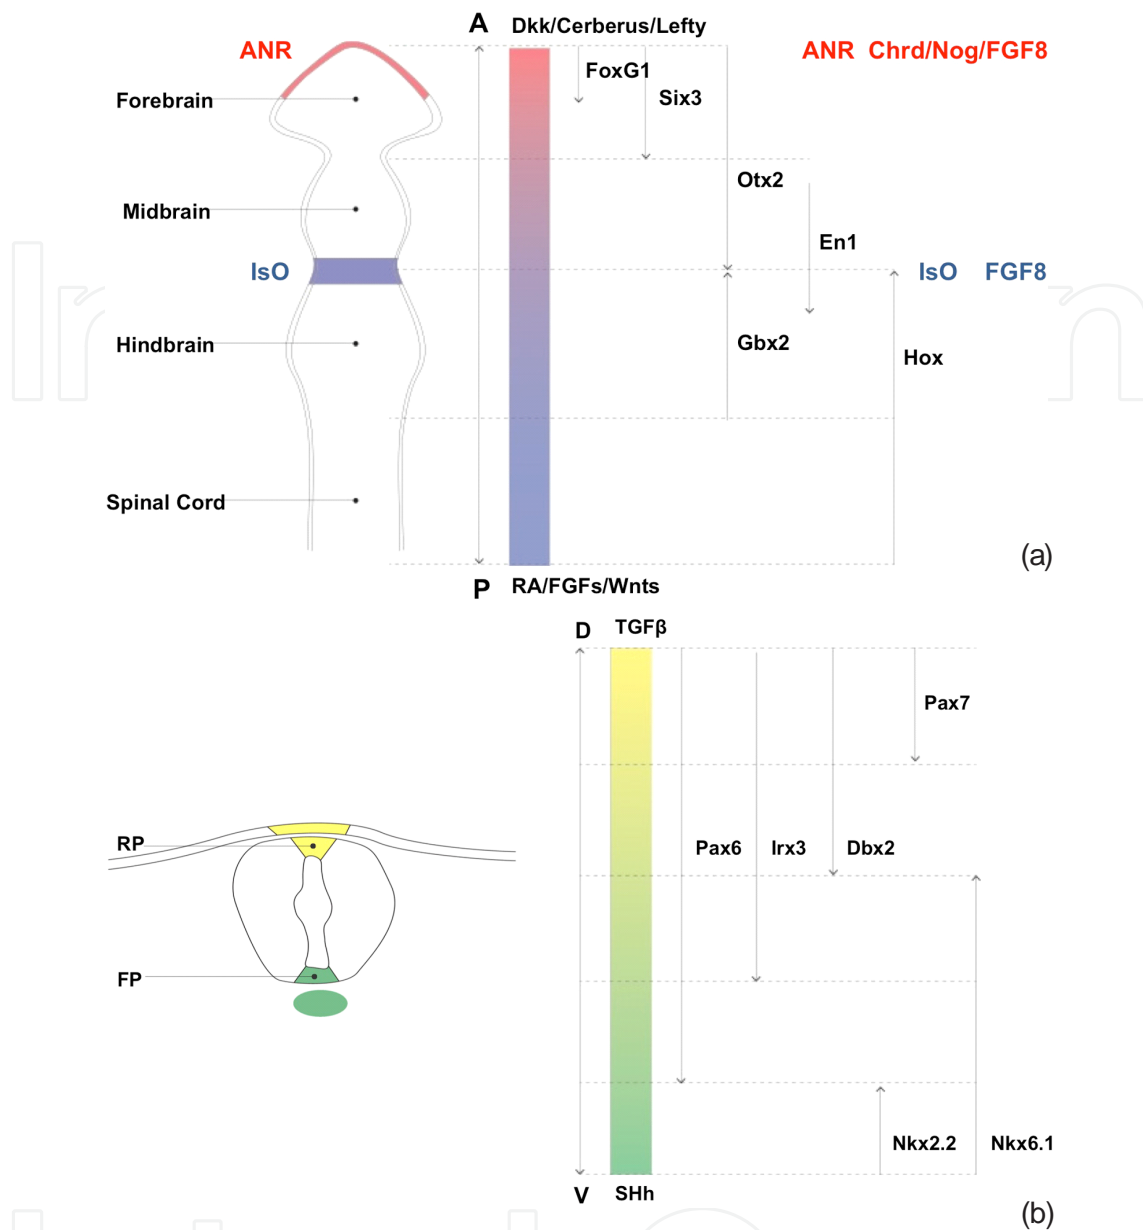 A Dkk/Cerberus/Lefty
ANR
ANR Chrd/Nog/FGF8
FoxG1
Forebrain
Six3
Otx2
Midbrain
En1
IsO
IsO FGF8
Hindbrain
Gbx2
Hox
Spinal Cord
(a)
P RA/FGFs/Wnts
D TGFβ
Pax7
RP
Pax6 Irx3 Dbx2
FP
Nkx2.2 Nkx6.1
V SHh
(b)